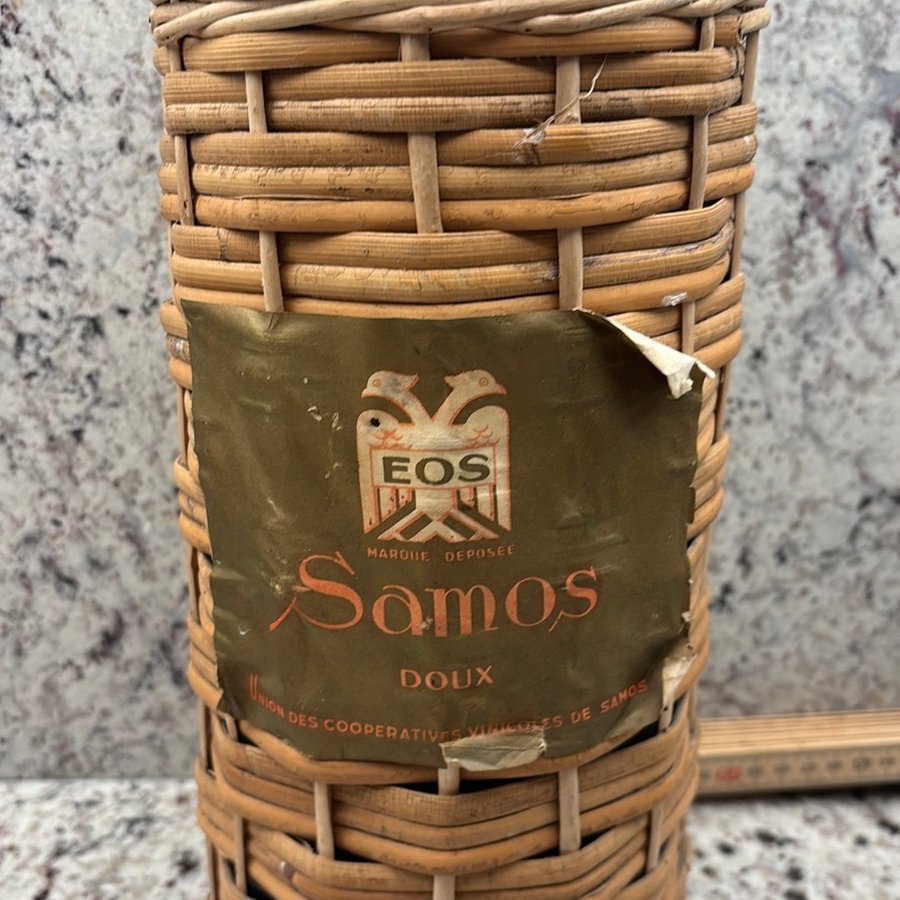 EOS
MARQUE DEPOSÉE
Samos
DOUX
UNION DES COOPERATIVES VINICOLES DE SAMOS